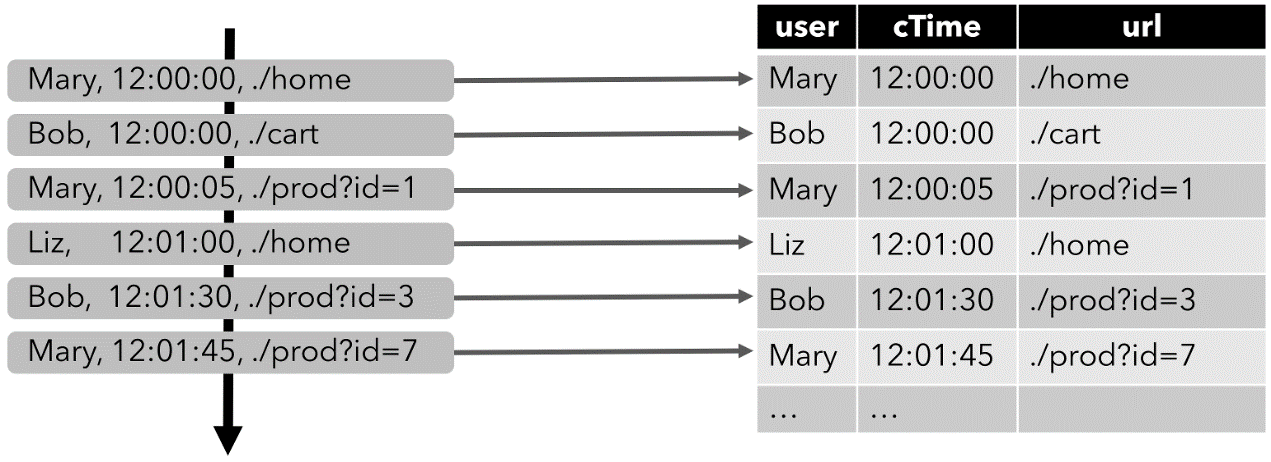 Mary, 12:00:00, ./home
Bob, 12:00:00, ./cart
Mary, 12:00:05, ./prod?id=1
Liz, 12:01:00, ./home
Bob, 12:01:30, ./prod?id=3
Mary, 12:01:45, ./prod?id=7
user cTime url
Mary 12:00:00 ./home
Bob 12:00:00 ./cart
Mary 12:00:05 ./prod?id=1
Liz 12:01:00 ./home
Bob 12:01:30 ./prod?id=3
Mary 12:01:45 ./prod?id=7
... ...